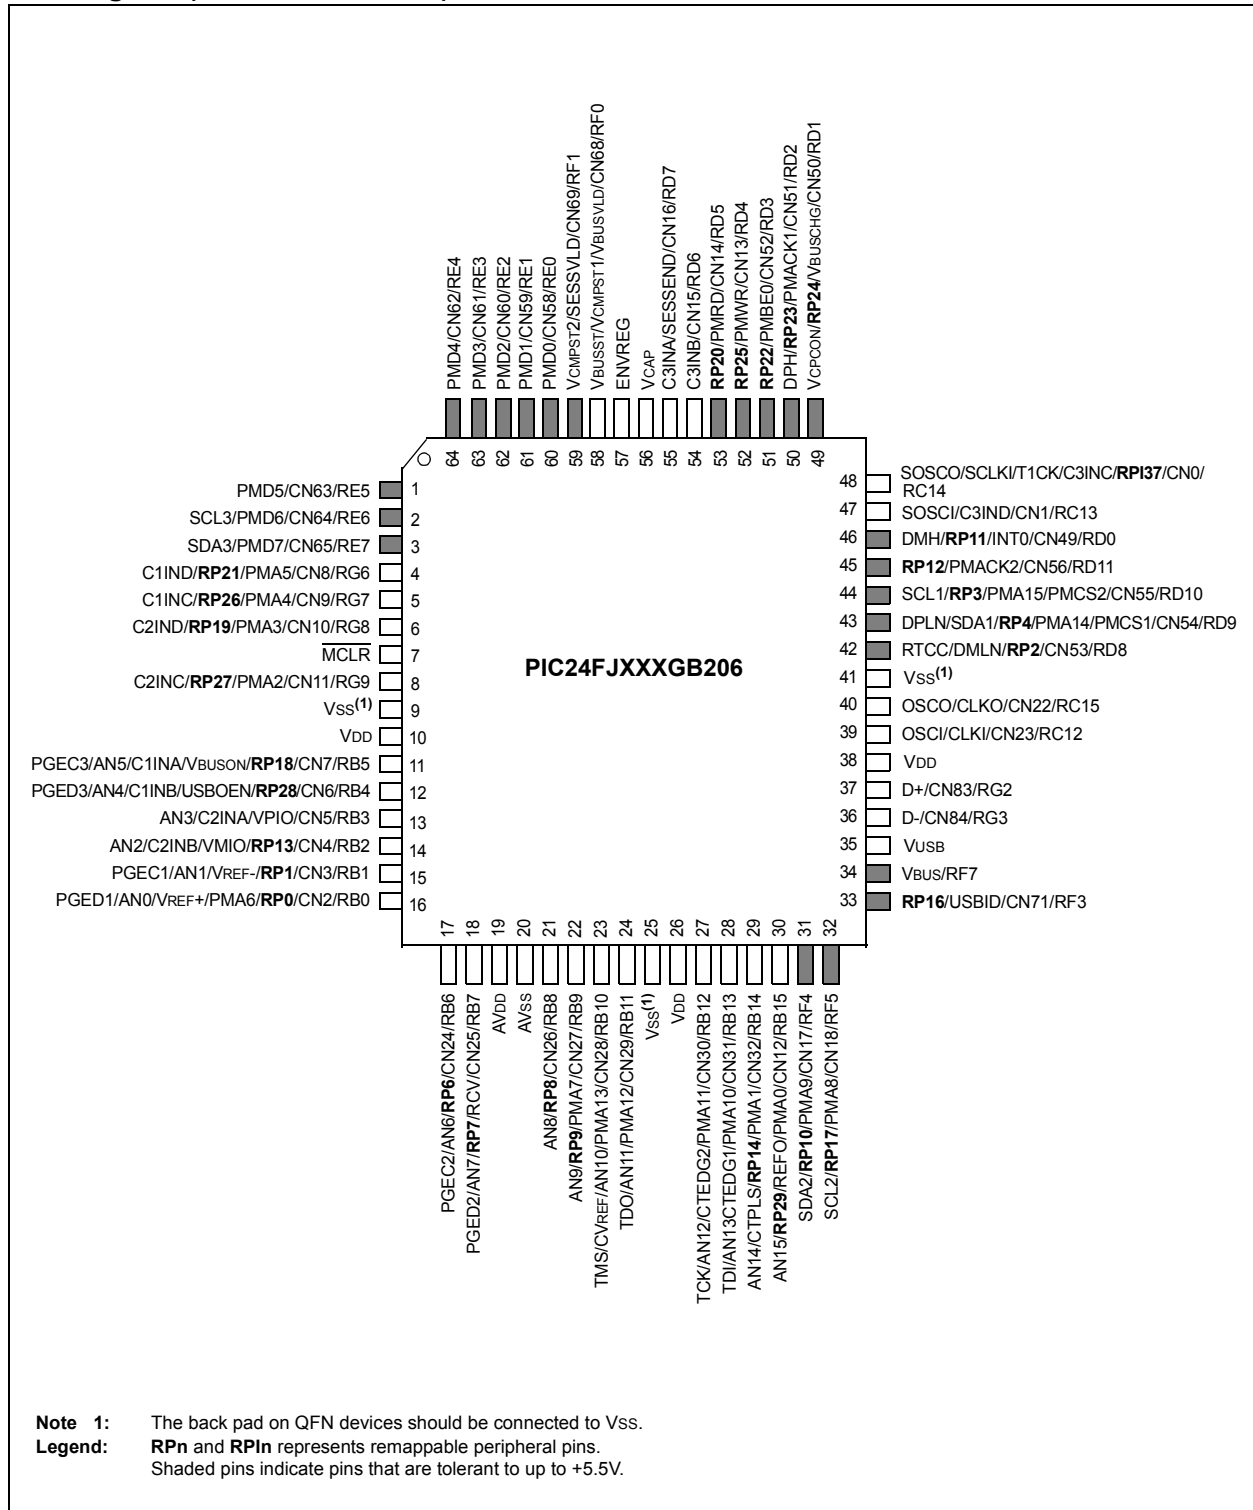 PMD4/CN62/RE4
PMD3/CN61/RE3
PMD2/CN60/RE2
PMD1/CN59/RE1
PMD0/CN58/RE0
VCMPST2/SESSVLD/CN69/RF1
VBUSST/VCMPST1/VBUSVLD/CN68/RF0
ENVREG
VCAP
C3INA/SESSEND/CN16/RD7
C3INB/CN15/RD6
RP20/PMRD/CN14/RD5
RP25/PMWR/CN13/RD4
RP22/PMBE0/CN52/RD3
DPH/RP23/PMACK1/CN51/RD2
VCPCON/RP24/VBUSCHG/CN50/RD1
64 63 62 61 60 59 58 57 56 55 54 53 52 51 50 49
PMD5/CN63/RE5 1
SCL3/PMD6/CN64/RE6 2
SDA3/PMD7/CN65/RE7 3
C1IND/RP21/PMA5/CN8/RG6 4
C1INC/RP26/PMA4/CN9/RG7 5
C2IND/RP19/PMA3/CN10/RG8 6
MCLR 7
C2INC/RP27/PMA2/CN11/RG9 8
VSS(1) 9
VDD 10
PGEC3/AN5/C1INA/VBUSON/RP18/CN7/RB5 11
PGED3/AN4/C1INB/USBOEN/RP28/CN6/RB4 12
AN3/C2INA/VPIO/CN5/RB3 13
AN2/C2INB/VMIO/RP13/CN4/RB2 14
PGEC1/AN1/VREF-/RP1/CN3/RB1 15
PGED1/AN0/VREF+/PMA6/RP0/CN2/RB0 16
PIC24FJXXXGB206
48 SOSCO/SCLKI/T1CK/C3INC/RPI37/CN0/
RC14
47 SOSCI/C3IND/CN1/RC13
46 DMH/RP11/INT0/CN49/RD0
45 RP12/PMACK2/CN56/RD11
44 SCL1/RP3/PMA15/PMCS2/CN55/RD10
43 DPLN/SDA1/RP4/PMA14/PMCS1/CN54/RD9
42 RTCC/DMLN/RP2/CN53/RD8
41 VSS(1)
40 OSCO/CLKO/CN22/RC15
39 OSCI/CLKI/CN23/RC12
38 VDD
37 D+/CN83/RG2
36 D-/CN84/RG3
35 VUSB
34 VBUS/RF7
33 RP16/USBID/CN71/RF3
17 18 19 20 21 22 23 24 25 26 27 28 29 30 31 32
PGEC2/AN6/RP6/CN24/RB6
PGED2/AN7/RP7/RCV/CN25/RB7
AVDD
AVSS
AN8/RP8/CN26/RB8
AN9/RP9/PMA7/CN27/RB9
TMS/CVREF/AN10/PMA13/CN28/RB10
TDO/AN11/PMA12/CN29/RB11
VSS(1)
VDD
TCK/AN12/CTEDG2/PMA11/CN30/RB12
TDI/AN13CTEDG1/PMA10/CN31/RB13
AN14/CTPLS/RP14/PMA1/CN32/RB14
AN15/RP29/REFO/PMA0/CN12/RB15
SDA2/RP10/PMA9/CN17/RF4
SCL2/RP17/PMA8/CN18/RF5
Note 1: The back pad on QFN devices should be connected to VSS.
Legend: RPn and RPIn represents remappable peripheral pins.
Shaded pins indicate pins that are tolerant to up to +5.5V.